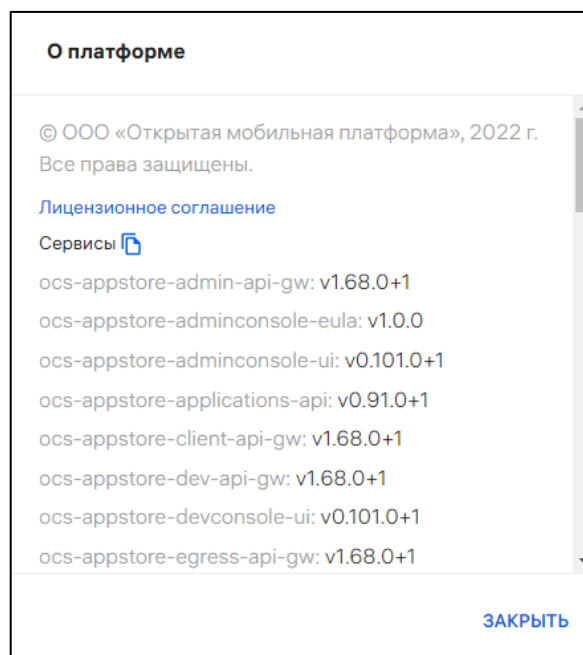 О платформе
© ООО «Открытая мобильная платформа», 2022 г.
Все права защищены.
Лицензионное соглашение
Сервисы
ocs-appstore-admin-api-gw: v1.68.0+1
ocs-appstore-adminconsole-eula: v1.0.0
ocs-appstore-adminconsole-ui: v0.101.0+1
ocs-appstore-applications-api: v0.91.0+1
ocs-appstore-client-api-gw: v1.68.0+1
ocs-appstore-dev-api-gw: v1.68.0+1
ocs-appstore-devconsole-ui: v0.101.0+1
ocs-appstore-egress-api-gw: v1.68.0+1
ЗАКРЫТЬ